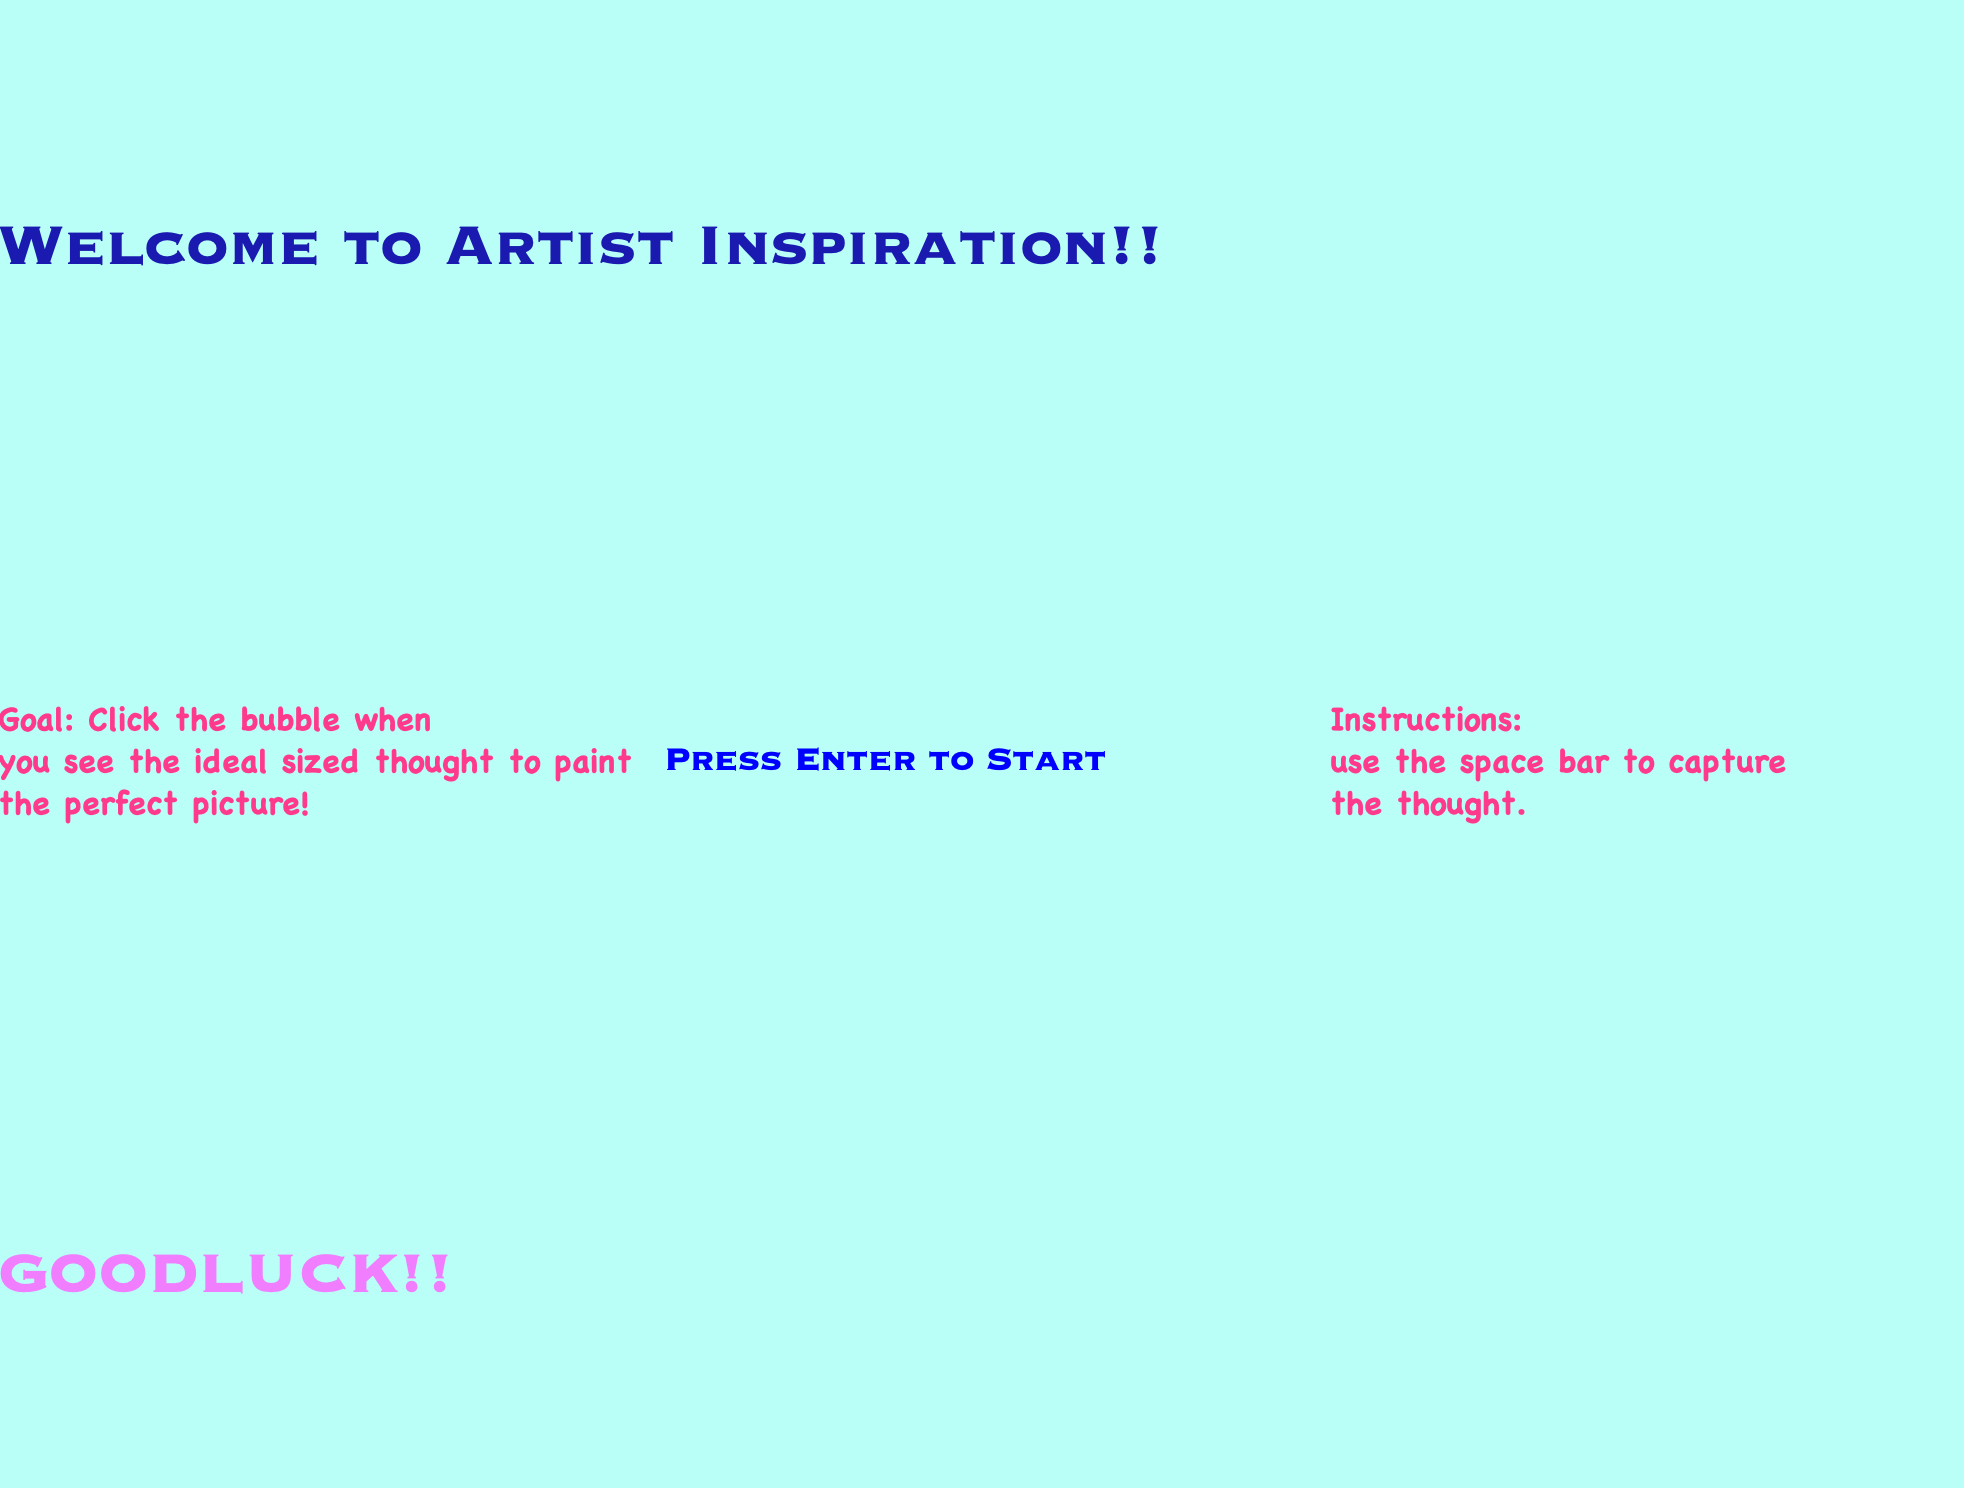 Welcome to Artist Inspiration!!
Goal: Click the bubble when
you see the ideal sized thought to paint
the perfect picture!
Press Enter to Start
Instructions:
use the space bar to capture
the thought.
GOODLUCK!!